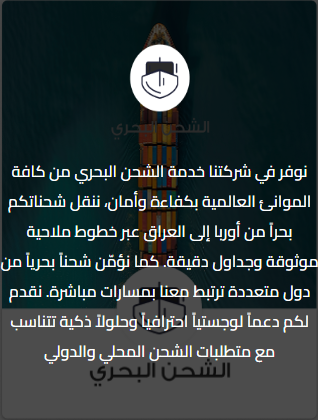 الشحن البحري
نوفر في شركتنا خدمة الشحن البحري من كافة
الموانئ العالمية بكفاءة وأمان، ننقل شحناتكم
بحراً من أوربا إلى العراق عبر خطوط ملاحية
موثوقة وجداول دقيقة. كما نؤمّن شحناً بحرياً من
دول متعددة ترتبط معنا بمسارات مباشرة. نقدم
لكم دعماً لوجستياً احترافياً وحلولاً ذكية تتناسب
مع متطلبات الشحن المحلي والدولي
الشحن البحري